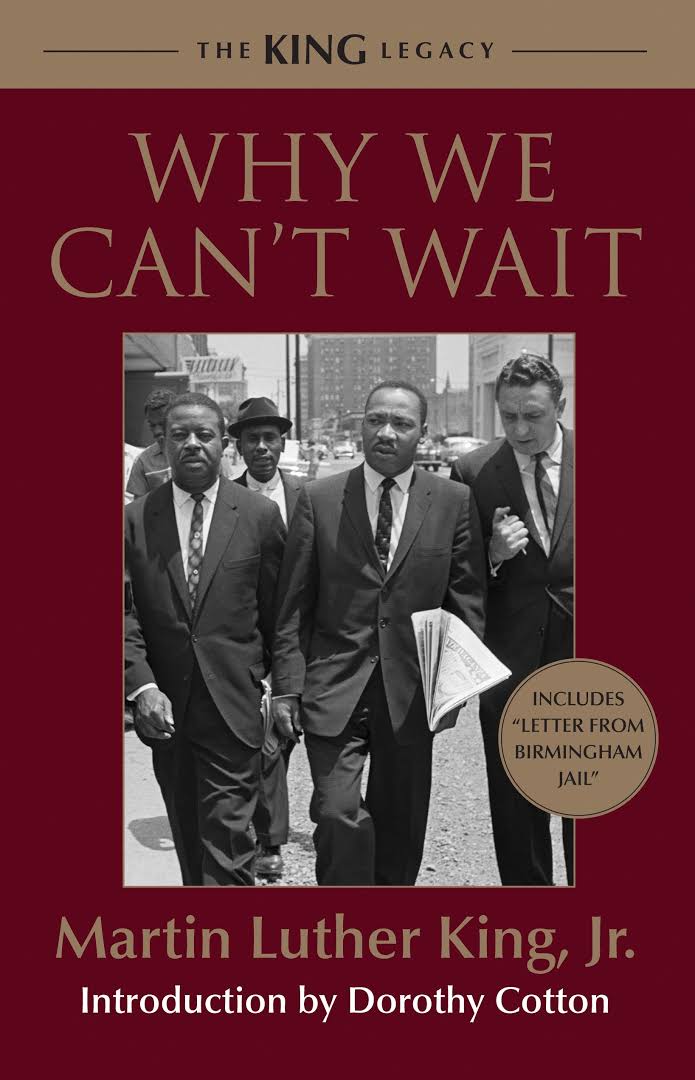 THE KING LEGACY
WHY WE
CAN'T WAIT
INCLUDES
“LETTER FROM
BIRMINGHAM
JAIL”
Martin Luther King, Jr.
Introduction by Dorothy Cotton